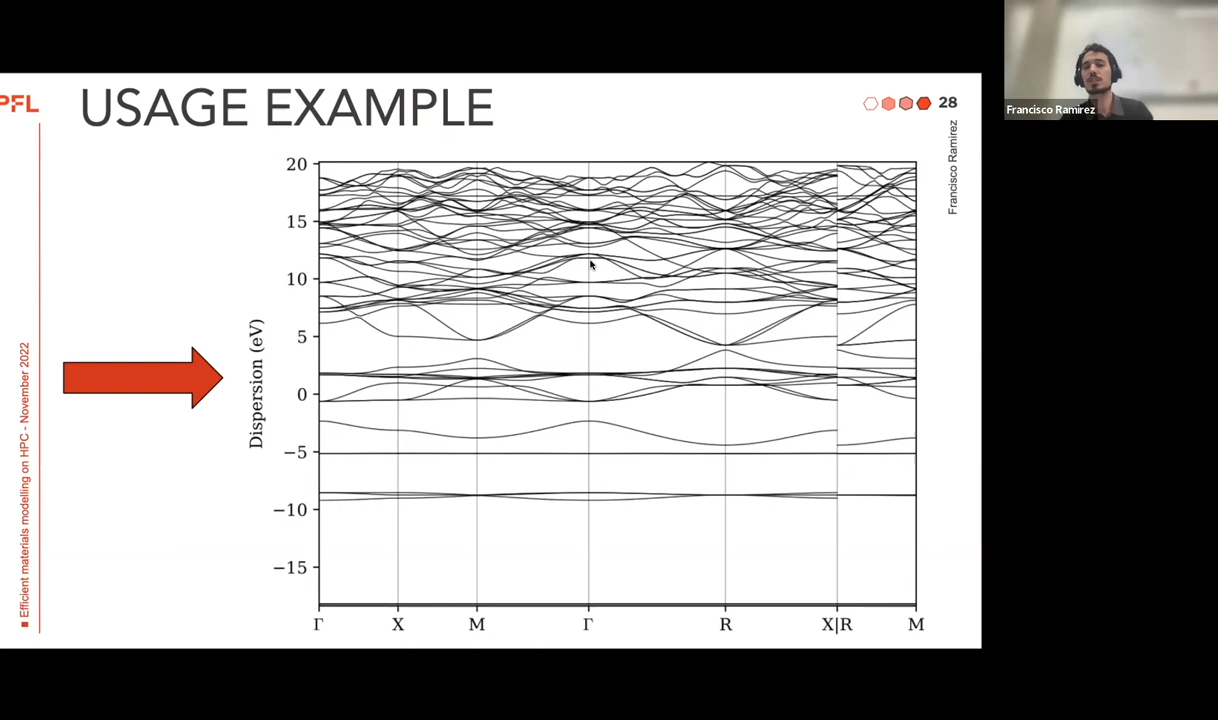 PFL
USAGE EXAMPLE
28
Francisco Ramirez
Francisco Ramirez
Efficient materials modelling on HPC - November 2022
Dispersion (eV)
20
15
10
5
0
−5
−10
−15
Γ X M Γ R X|R M